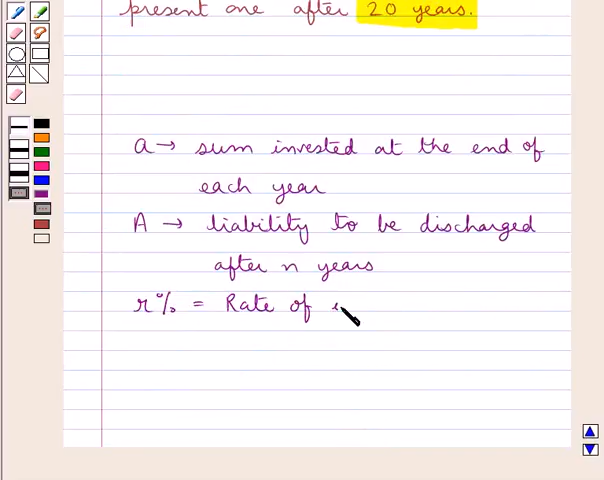 present one after 20 years.
a → sum invested at the end of
each year
A → liability to be discharged
after n years
r% = Rate of